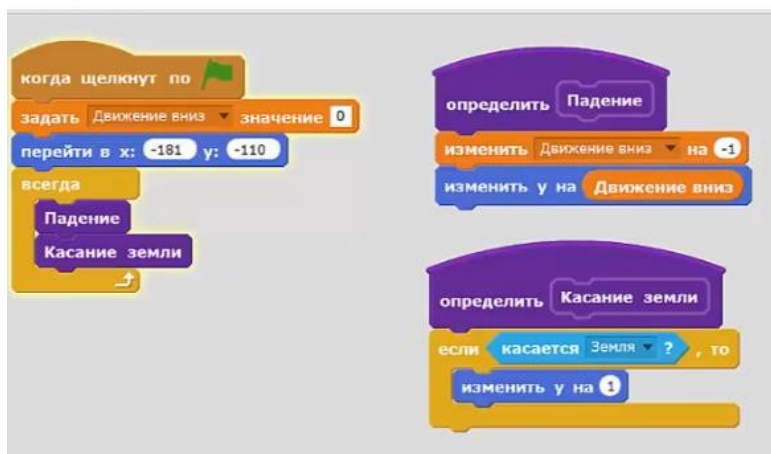 когда щелкнут по
задать Движение вниз значение 0
перейти в x: -181 y: -110
всегда
Падение
Касание земли
определить Падение
изменить Движение вниз на -1
изменить y на Движение вниз
определить Касание земли
если касается Земля ? , то
изменить y на 1